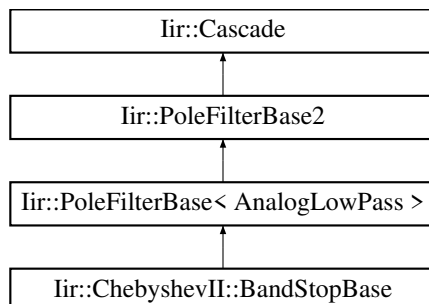 Iir::Cascade
Iir::PoleFilterBase2
Iir::PoleFilterBase< AnalogLowPass >
Iir::ChebyshevII::BandStopBase